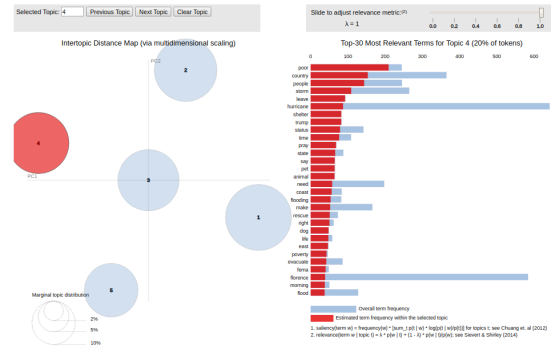 Selected Topic: 4 Previous Topic Next Topic Clear Topic
Slide to adjust relevance metric:(2)
λ = 1
0.0 0.2 0.4 0.6 0.8 1.0
Intertopic Distance Map (via multidimensional scaling)
PC2
2
4
PC1
3
1
5
Marginal topic distribution
2%
5%
10%
Top-30 Most Relevant Terms for Topic 4 (20% of tokens)
0 100 200 300 400 500 600
poor
country
people
storm
leave
hurricane
shelter
trump
status
time
pray
state
say
pet
animal
need
coast
flooding
make
rescue
right
dog
life
east
poverty
evacuate
fema
florence
morning
flood
Overall term frequency
Estimated term frequency within the selected topic
1. saliency(term w) = frequency(w) * [sum_t p(t | w) * log(p(t | w)/p(t))] for topics t; see Chuang et. al (2012)
2. relevance(term w | topic t) = λ * p(w | t) + (1 - λ) * p(w | t)/p(w); see Sievert & Shirley (2014)